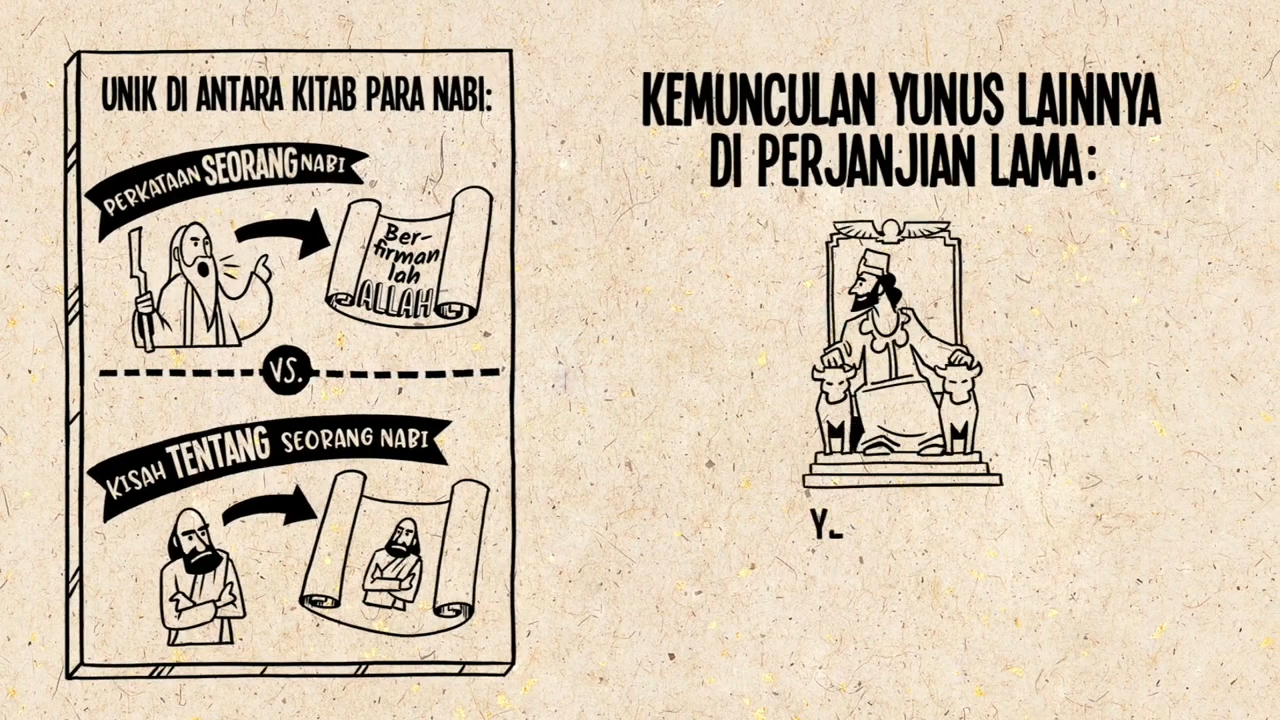 UNIK DI ANTARA KITAB PARA NABI:
PERKATAAN SEORANG NABI
Ber-
firman
lah
ALLAH
VS.
KISAH TENTANG SEORANG NABI
KEMUNCULAN YUNUS LAINNYA
DI PERJANJIAN LAMA:
Y